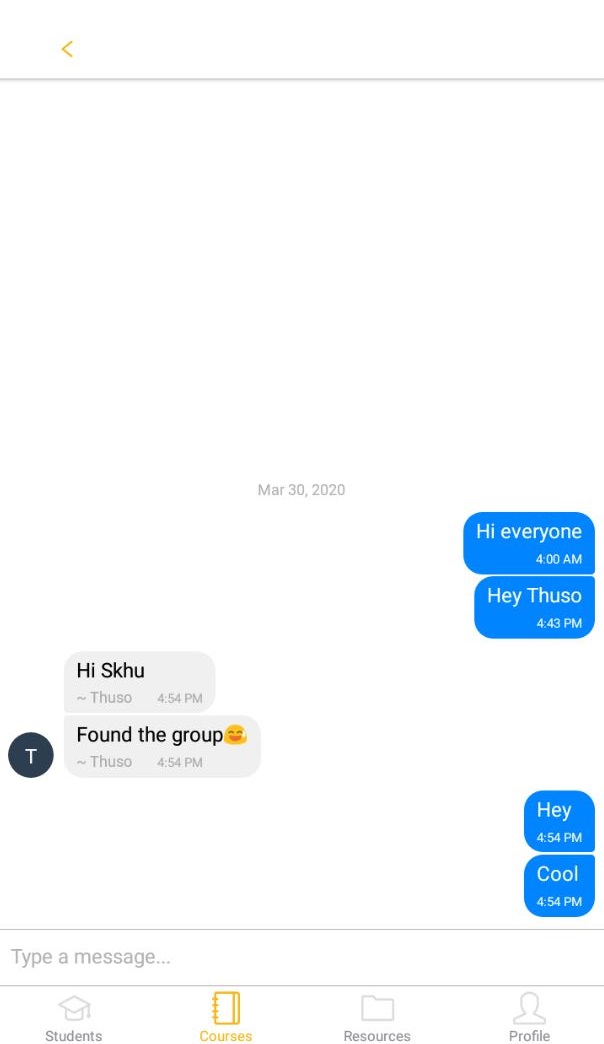 Mar 30, 2020
Hi everyone
4:00 AM
Hey Thuso
4:43 PM
Hi Skhu
~ Thuso 4:54 PM
Found the group😅
~ Thuso 4:54 PM
T
Hey
4:54 PM
Cool
4:54 PM
Type a message...
Students Courses Resources Profile